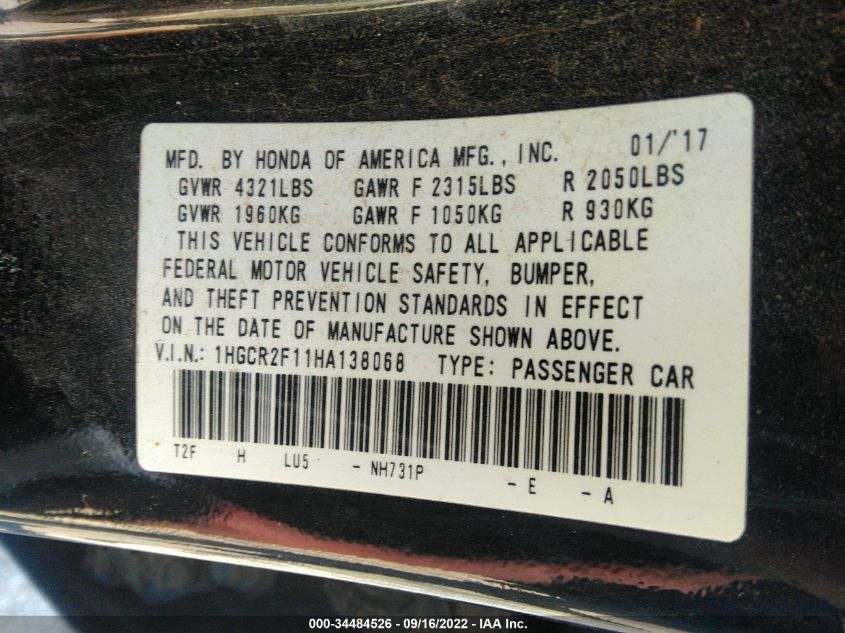 MFD. BY HONDA OF AMERICA MFG., INC. 01/'17
GVWR 4321LBS GAWR F 2315LBS R 2050LBS
GVWR 1960KG GAWR F 1050KG R 930KG
THIS VEHICLE CONFORMS TO ALL APPLICABLE
FEDERAL MOTOR VEHICLE SAFETY, BUMPER,
AND THEFT PREVENTION STANDARDS IN EFFECT
ON THE DATE OF MANUFACTURE SHOWN ABOVE.
V.I.N.: 1HGCR2F11HA138068 TYPE: PASSENGER CAR
T2F H LU5 - NH731P - E - A
000-34484526 - 09/16/2022 - IAA Inc.